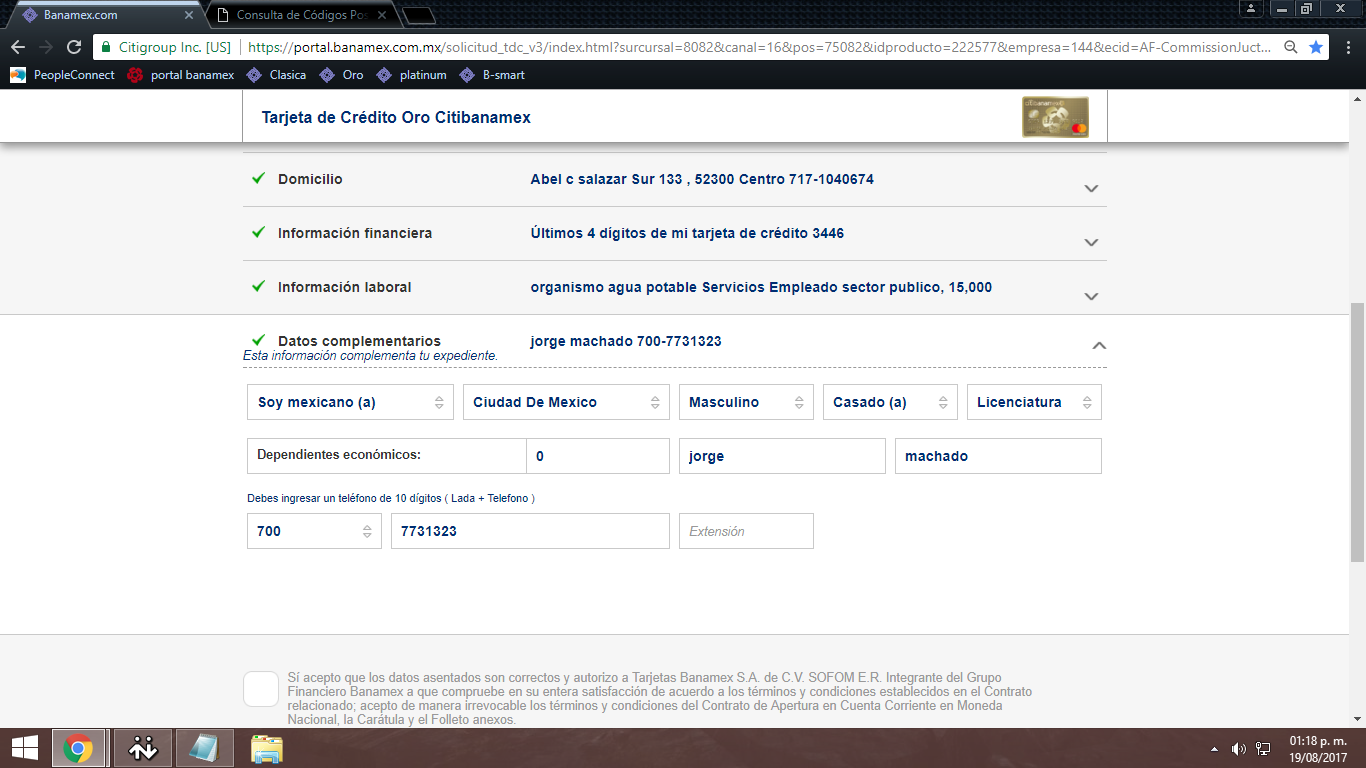 Banamex.com
Consulta de Códigos Pos
Citigroup Inc. [US]
https://portal.banamex.com.mx/solicitud_tdc_v3/index.html?sursursal=8082&canal=16&pos=75082&idproducto=222577&empresa=144&ecid=AF-CommissionJuct...
PeopleConnect
portal banamex
Clasica
Oro
platinum
B-smart
Tarjeta de Crédito Oro Citibanamex
Domicilio
Abel c salazar Sur 133 , 52300 Centro 717-1040674
Información financiera
Últimos 4 dígitos de mi tarjeta de crédito 3446
Información laboral
organismo agua potable Servicios Empleado sector publico, 15,000
Datos complementarios
jorge machado 700-7731323
Esta información complementa tu expediente.
Soy mexicano (a)
Ciudad De Mexico
Masculino
Casado (a)
Licenciatura
Dependientes económicos:
0
jorge
machado
Debes ingresar un teléfono de 10 dígitos ( Lada + Telefono )
700
7731323
Extensión
Sí acepto que los datos asentados son correctos y autorizo a Tarjetas Banamex S.A. de C.V. SOFOM E.R. Integrante del Grupo
Financiero Banamex a que compruebe en su entera satisfacción de acuerdo a los términos y condiciones establecidos en el Contrato
relacionado; acepto de manera irrevocable los términos y condiciones del Contrato de Apertura en Cuenta Corriente en Moneda
Nacional, la Carátula y el Folleto anexos.
01:18 p. m.
19/08/2017